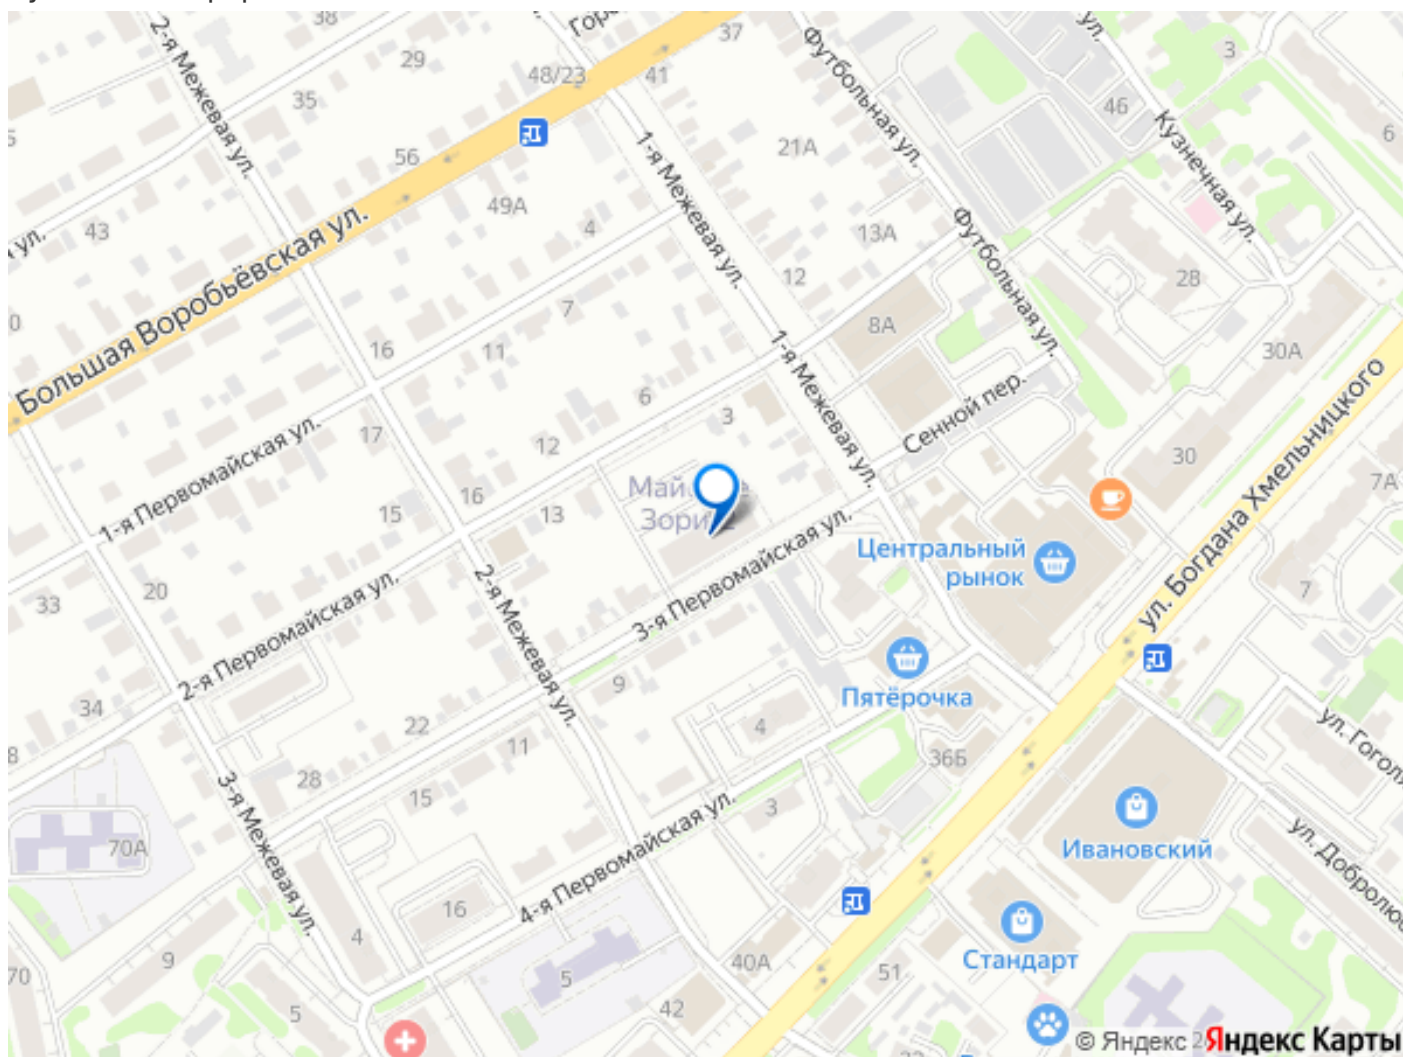 38
Горо
37
ул.
3
2-я Межевая ул.
29
48/23
41
Футбольная ул.
46
35
6
56
1-я Межевая ул.
21А
Кузнечная ул.
49А
43
ул.
4
13А
Футбольная ул.
Большая Воробьёвская ул.
12
28
7
8А
16
11
1-я Межевая ул.
30А
6
Сенной пер.
3
17
12
1-я Первомайская ул.
30
7А
16
15
13
Центральный
рынок
3-я Первомайская ул.
ул. Богдана Хмельницкого
20
33
2-я Первомайская ул.
2-я Межевая ул.
7
9
Пятёрочка
34
22
4
ул. Гоголя
11
36Б
28
15
3
3-я Межевая ул.
70А
4-я Первомайская ул.
Ивановский
ул. Добролюбо
16
4
9
Стандарт
40А
51
70
5
5
42
© Яндекс
Яндекс Карты